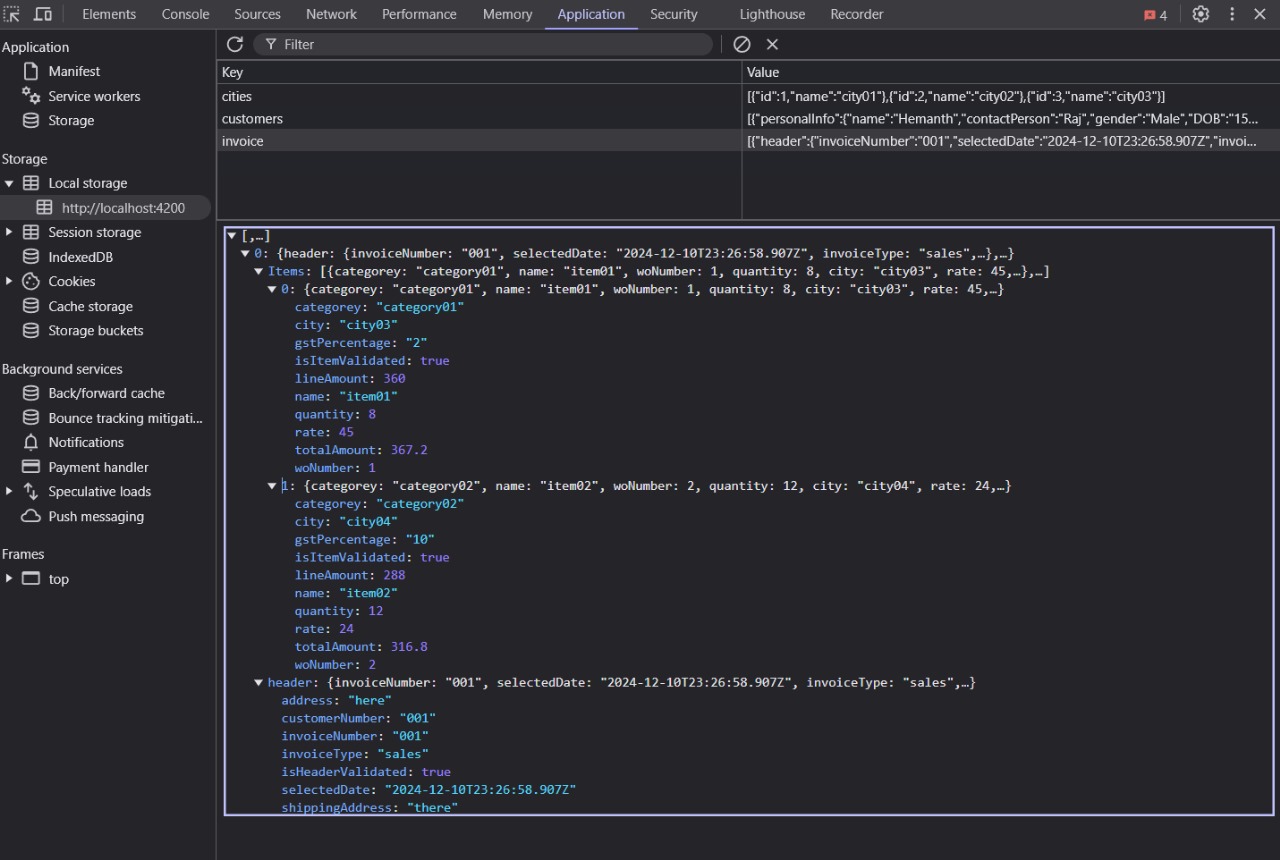 Elements Console Sources Network Performance Memory Application Security Lighthouse Recorder 4
Application
Manifest
Service workers
Storage
Storage
Local storage
http://localhost:4200
Session storage
IndexedDB
Cookies
Cache storage
Storage buckets
Background services
Back/forward cache
Bounce tracking mitigati...
Notifications
Payment handler
Speculative loads
Push messaging
Frames
top
Filter
Key Value
cities [{"id":1,"name":"city01"},{"id":2,"name":"city02"},{"id":3,"name":"city03"}]
customers [{"personalInfo":{"name":"Hemanth","contactPerson":"Raj","gender":"Male","DOB":"15...
invoice [{"header":{"invoiceNumber":"001","selectedDate":"2024-12-10T23:26:58.907Z","invoi...
[,…]
0: {header: {invoiceNumber: "001", selectedDate: "2024-12-10T23:26:58.907Z", invoiceType: "sales",…},…}
Items: [{categorey: "category01", name: "item01", woNumber: 1, quantity: 8, city: "city03", rate: 45,…},…]
0: {categorey: "category01", name: "item01", woNumber: 1, quantity: 8, city: "city03", rate: 45,…}
categorey: "category01"
city: "city03"
gstPercentage: "2"
isItemValidated: true
lineAmount: 360
name: "item01"
quantity: 8
rate: 45
totalAmount: 367.2
woNumber: 1
1: {categorey: "category02", name: "item02", woNumber: 2, quantity: 12, city: "city04", rate: 24,…}
categorey: "category02"
city: "city04"
gstPercentage: "10"
isItemValidated: true
lineAmount: 288
name: "item02"
quantity: 12
rate: 24
totalAmount: 316.8
woNumber: 2
header: {invoiceNumber: "001", selectedDate: "2024-12-10T23:26:58.907Z", invoiceType: "sales",…}
address: "here"
customerNumber: "001"
invoiceNumber: "001"
invoiceType: "sales"
isHeaderValidated: true
selectedDate: "2024-12-10T23:26:58.907Z"
shippingAddress: "there"